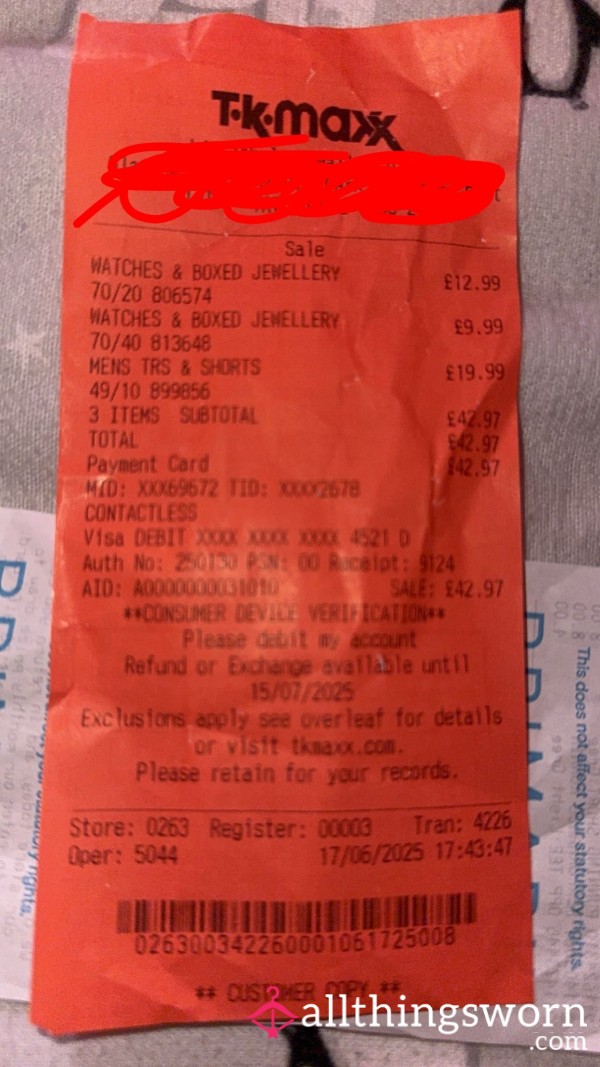 T·K·maxx
Sale
WATCHES & BOXED JEWELLERY
£12.99
70/20 806574
WATCHES & BOXED JEWELLERY
£9.99
70/40 813648
MENS TRS & SHORTS
£19.99
49/10 899856
3 ITEMS SUBTOTAL £42.97
TOTAL £42.97
Payment Card £42.97
MID: XXX69672 TID: XXXX2678
CONTACTLESS
Visa DEBIT XXXX XXXX XXXX 4521 D
Auth No: 250130 PSN: 00 Receipt: 9124
AID: A0000000031010 SALE: £42.97
**CONSUMER DEVICE VERIFICATION**
Please debit my account
Refund or Exchange available until
15/07/2025
Exclusions apply see overleaf for details
or visit tkmaxx.com.
Please retain for your records.
Store: 0263 Register: 00003 Tran: 4226
Oper: 5044 17/06/2025 17:43:47
026300342260001061725008
** CUSTOMER COPY **
This does not affect your statutory rights.
your statutory rights.
allthingsworn
.com